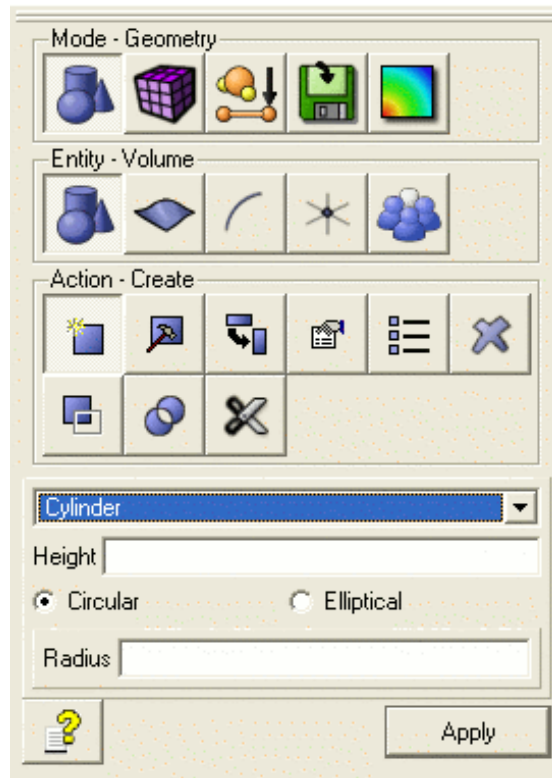 Mode - Geometry
Entity - Volume
Action - Create
Cylinder
Height
Circular
Elliptical
Radius
Apply